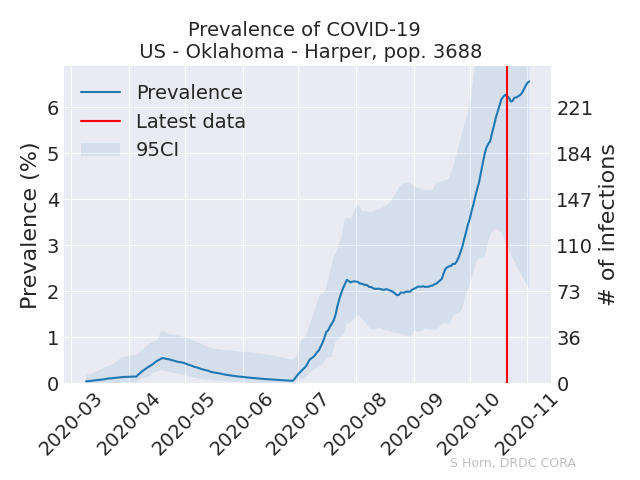 Prevalence of COVID-19
US - Oklahoma - Harper, pop. 3688
Prevalence
Latest data
95CI
Prevalence (%)
6
5
4
3
2
1
0
221
184
147
110
73
36
0
# of infections
2020-03
2020-04
2020-05
2020-06
2020-07
2020-08
2020-09
2020-10
2020-11
S Horn, DRDC CORA